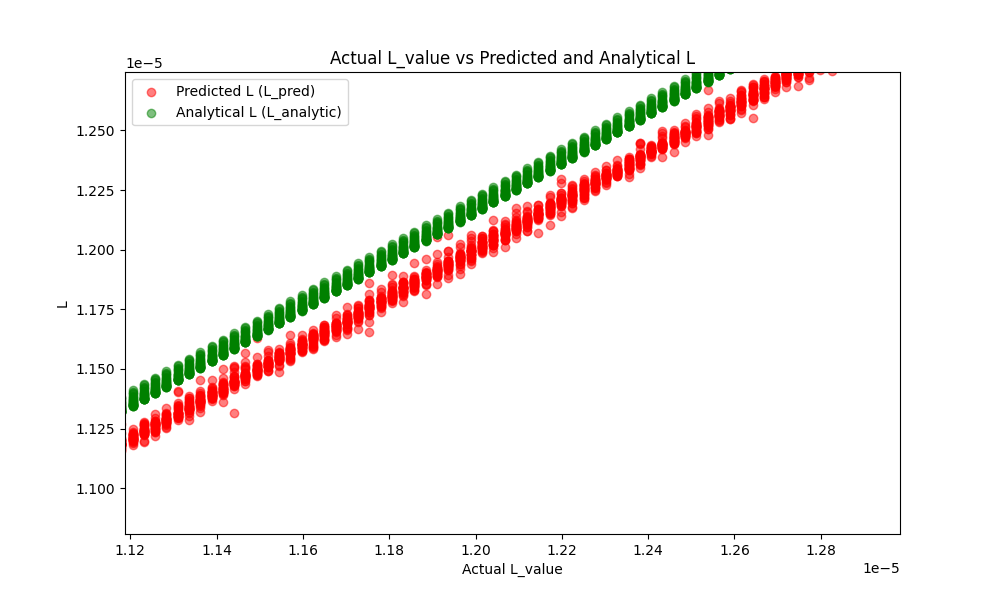 Actual L_value vs Predicted and Analytical L
1e−5
Predicted L (L_pred)
Analytical L (L_analytic)
1.250
1.225
1.200
1.175
1.150
1.125
1.100
L
1.12 1.14 1.16 1.18 1.20 1.22 1.24 1.26 1.28
Actual L_value
1e−5